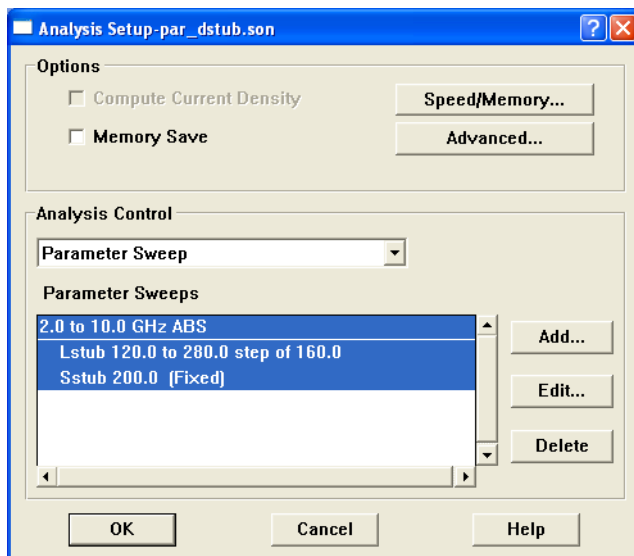 Analysis Setup-par_dstub.son
Options
Compute Current Density
Speed/Memory...
Memory Save
Advanced...
Analysis Control
Parameter Sweep
Parameter Sweeps
2.0 to 10.0 GHz ABS
Lstub 120.0 to 280.0 step of 160.0
Sstub 200.0 (Fixed)
Add...
Edit...
Delete
OK
Cancel
Help